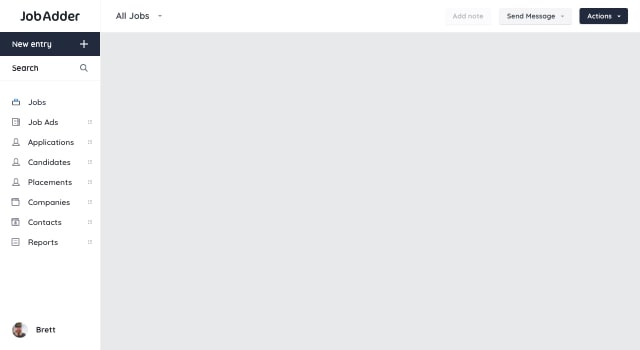 JobAdder
All Jobs
Add note
Send Message
Actions
New entry
Search
Jobs
Job Ads
Applications
Candidates
Placements
Companies
Contacts
Reports
Brett